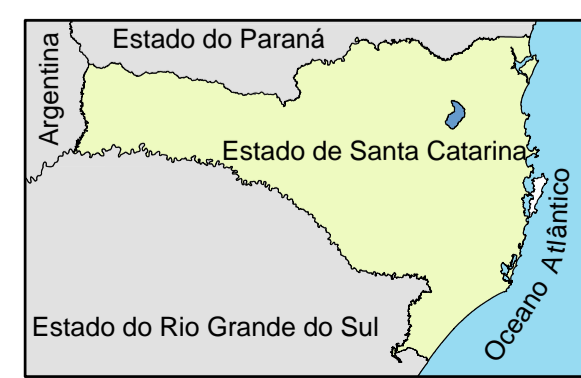 Estado do Paraná
Argentina
Estado de Santa Catarina
Oceano Atlântico
Estado do Rio Grande do Sul